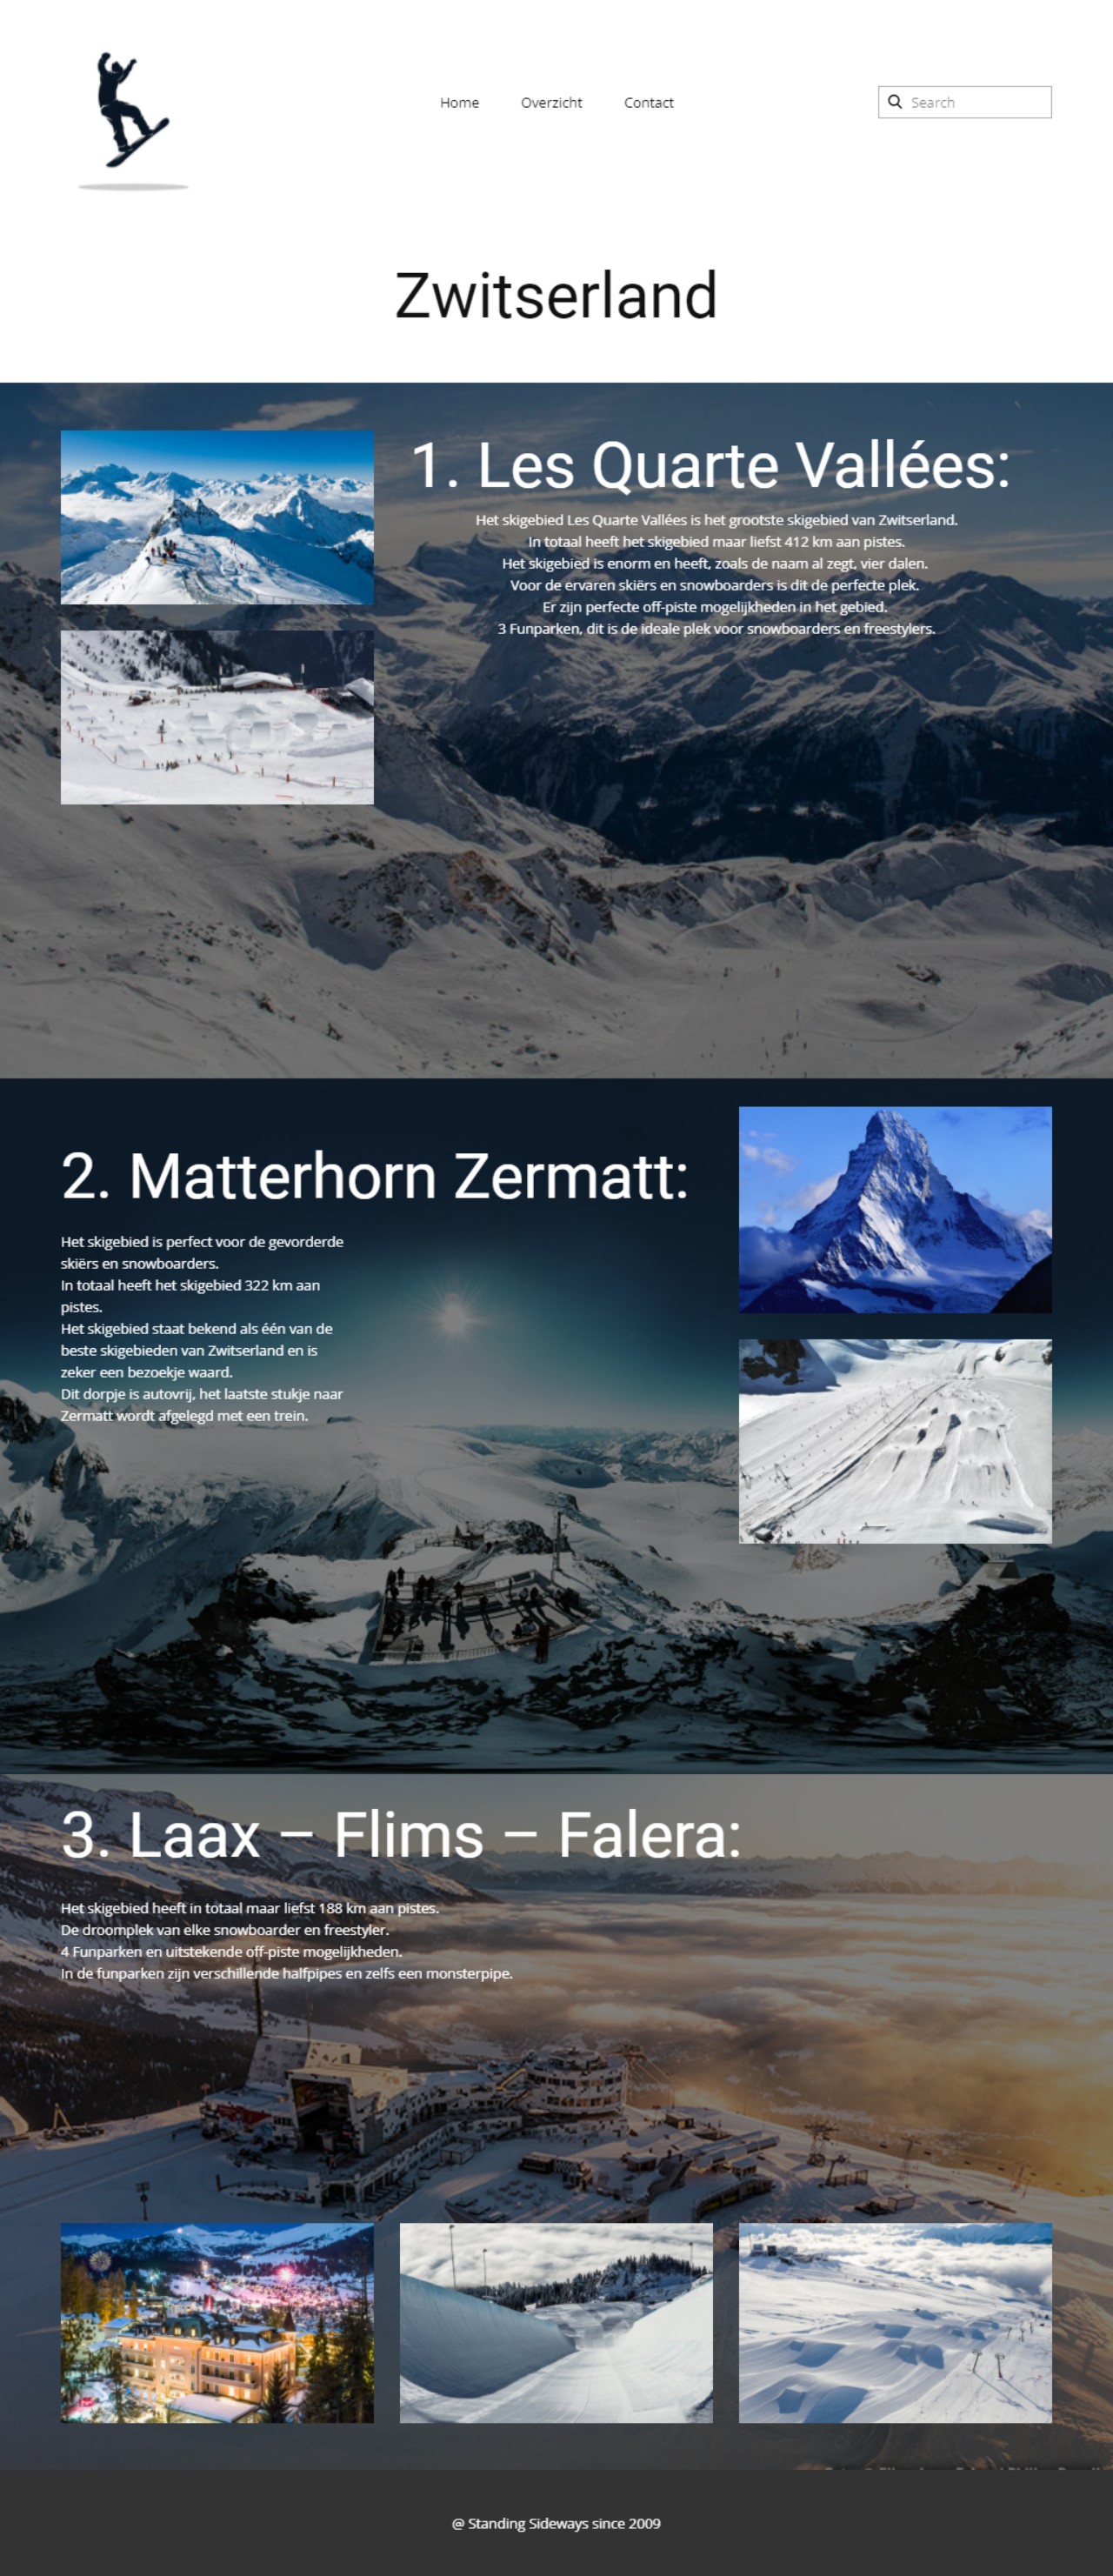 Home Overzicht Contact Search
Zwitserland
1. Les Quarte Vallées:
Het skigebied Les Quarte Vallées is het grootste skigebied van Zwitserland.
In totaal heeft het skigebied maar liefst 412 km aan pistes.
Het skigebied is enorm en heeft, zoals de naam al zegt, vier dalen.
Voor de ervaren skiërs en snowboarders is dit de perfecte plek.
Er zijn perfecte off-piste mogelijkheden in het gebied.
3 Funparken, dit is de ideale plek voor snowboarders en freestylers.
2. Matterhorn Zermatt:
Het skigebied is perfect voor de gevorderde
skiërs en snowboarders.
In totaal heeft het skigebied 322 km aan
pistes.
Het skigebied staat bekend als één van de
beste skigebieden van Zwitserland en is
zeker een bezoekje waard.
Dit dorpje is autovrij, het laatste stukje naar
Zermatt wordt afgelegd met een trein.
3. Laax – Flims – Falera:
Het skigebied heeft in totaal maar liefst 188 km aan pistes.
De droomplek van elke snowboarder en freestyler.
4 Funparken en uitstekende off-piste mogelijkheden.
In de funparken zijn verschillende halfpipes en zelfs een monsterpipe.
@ Standing Sideways since 2009